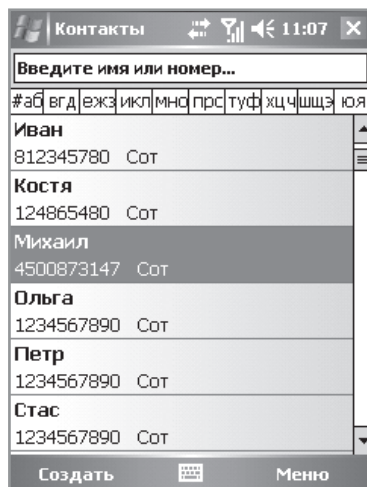 Контакты 11:07
Введите имя или номер...
#аб вгд ежз икл мно прс туф хцч шщэ юя
Иван
812345780 Сот
Костя
124865480 Сот
Михаил
4500873147 Сот
Ольга
1234567890 Сот
Петр
1234567890 Сот
Стас
1234567890 Сот
Создать Меню